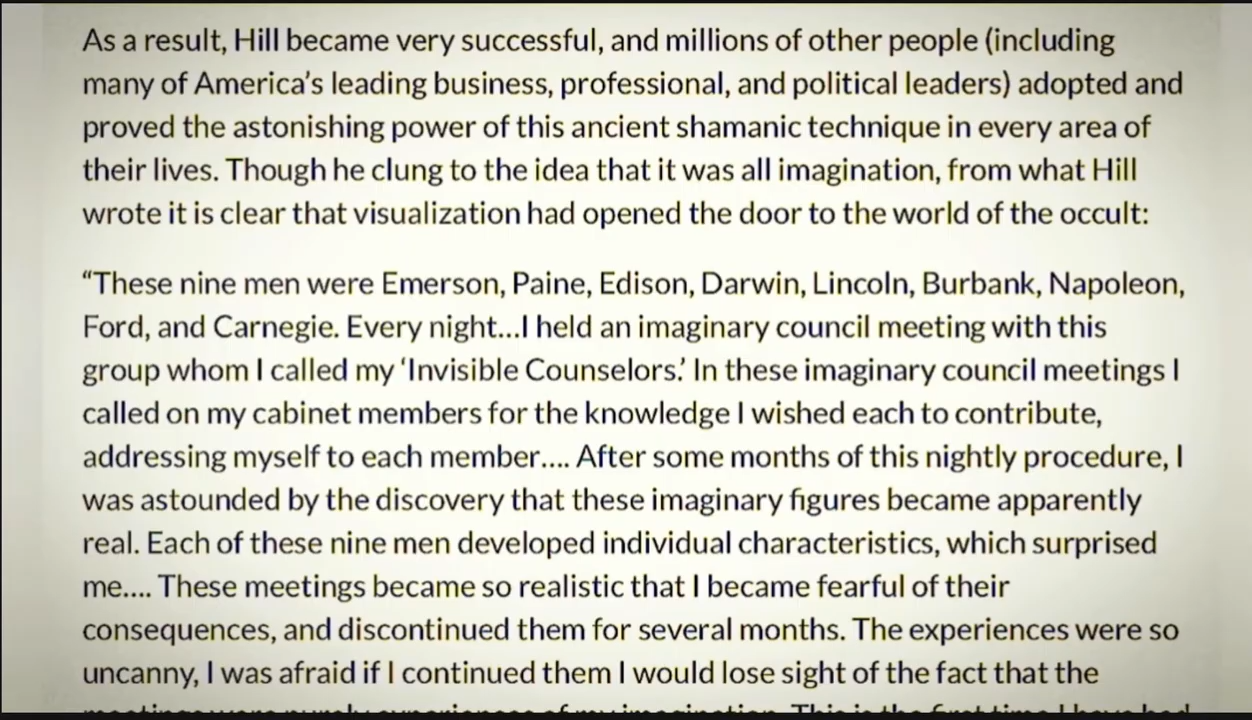 As a result, Hill became very successful, and millions of other people (including
many of America's leading business, professional, and political leaders) adopted and
proved the astonishing power of this ancient shamanic technique in every area of
their lives. Though he clung to the idea that it was all imagination, from what Hill
wrote it is clear that visualization had opened the door to the world of the occult:
“These nine men were Emerson, Paine, Edison, Darwin, Lincoln, Burbank, Napoleon,
Ford, and Carnegie. Every night...I held an imaginary council meeting with this
group whom I called my ‘Invisible Counselors.’ In these imaginary council meetings I
called on my cabinet members for the knowledge I wished each to contribute,
addressing myself to each member.... After some months of this nightly procedure, I
was astounded by the discovery that these imaginary figures became apparently
real. Each of these nine men developed individual characteristics, which surprised
me.... These meetings became so realistic that I became fearful of their
consequences, and discontinued them for several months. The experiences were so
uncanny, I was afraid if I continued them I would lose sight of the fact that the